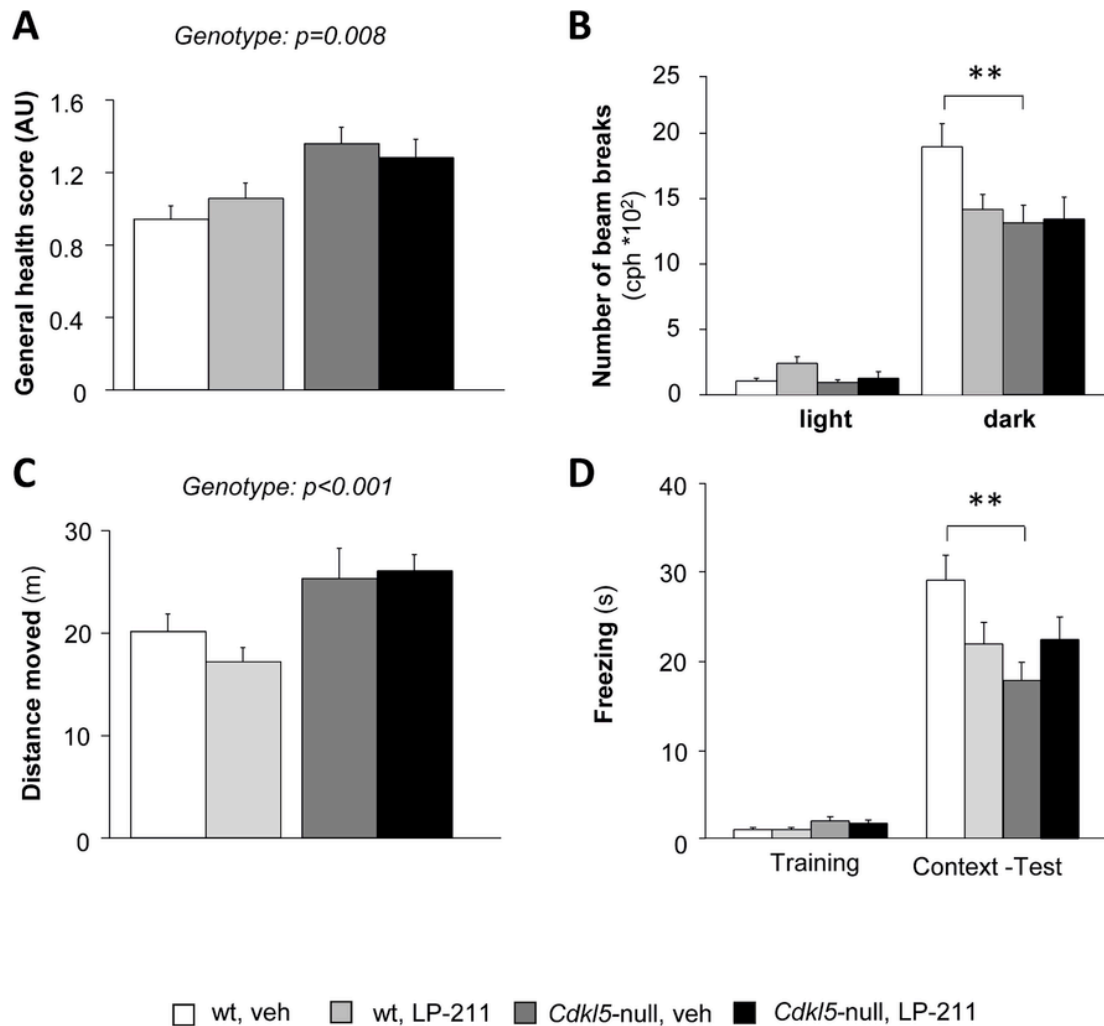 A
Genotype: p=0.008
General health score (AU)
1.6
1.2
0.8
0.4
0
B
**
Number of beam breaks
(cph *10²)
25
20
15
10
5
0
light dark
C
Genotype: p<0.001
Distance moved (m)
30
20
10
0
D
**
Freezing (s)
40
30
20
10
0
Training Context -Test
wt, veh wt, LP-211 Cdkl5-null, veh Cdkl5-null, LP-211